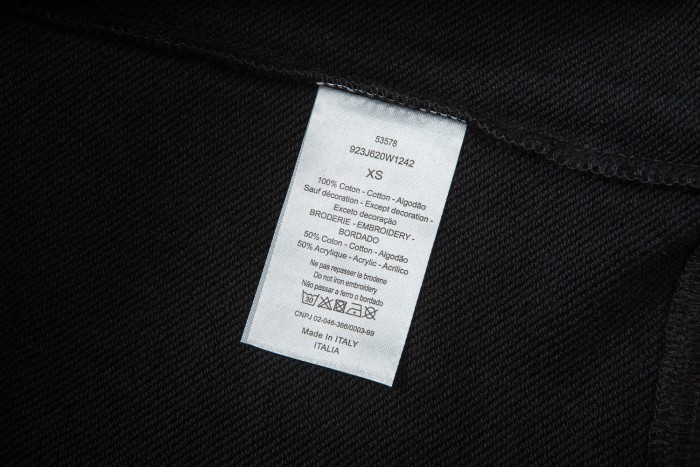 53578
923J620W1242
XS
100% Coton - Cotton - Algodão
Sauf décoration - Except decoration -
Exceto decoração
BRODERIE - EMBROIDERY -
BORDADO
50% Coton - Cotton - Algodão
50% Acrylique - Acrylic - Acrilico
Ne pas repasser la broderie
Do not iron embroidery
Não passar a ferro o bordado
30
CNPJ 02-046-386/0003-99
Made in ITALY
ITALIA